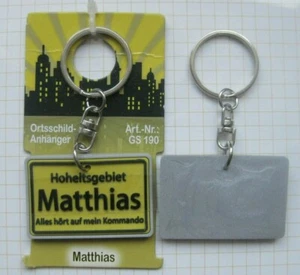 Ortsschild-
Anhänger
Art.-Nr.:
GS 190
Hoheitsgebiet
Matthias
Alles hört auf mein Kommando
Matthias